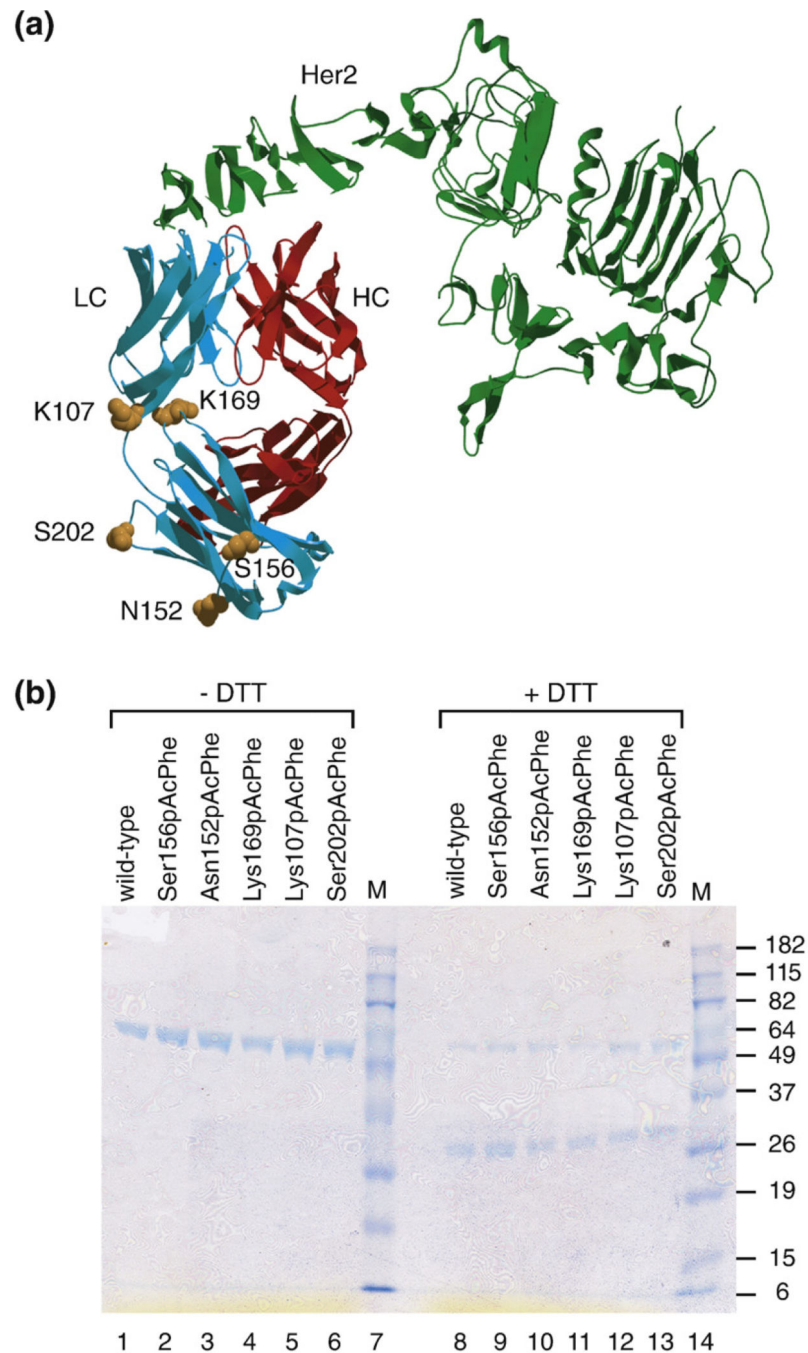 (a)
Her2
LC
HC
K107
K169
S202
S156
N152
(b)
- DTT
+ DTT
wild-type
Ser156pAcPhe
Asn152pAcPhe
Lys169pAcPhe
Lys107pAcPhe
Ser202pAcPhe
M
wild-type
Ser156pAcPhe
Asn152pAcPhe
Lys169pAcPhe
Lys107pAcPhe
Ser202pAcPhe
M
182
115
82
64
49
37
26
19
15
6
1 2 3 4 5 6 7 8 9 10 11 12 13 14